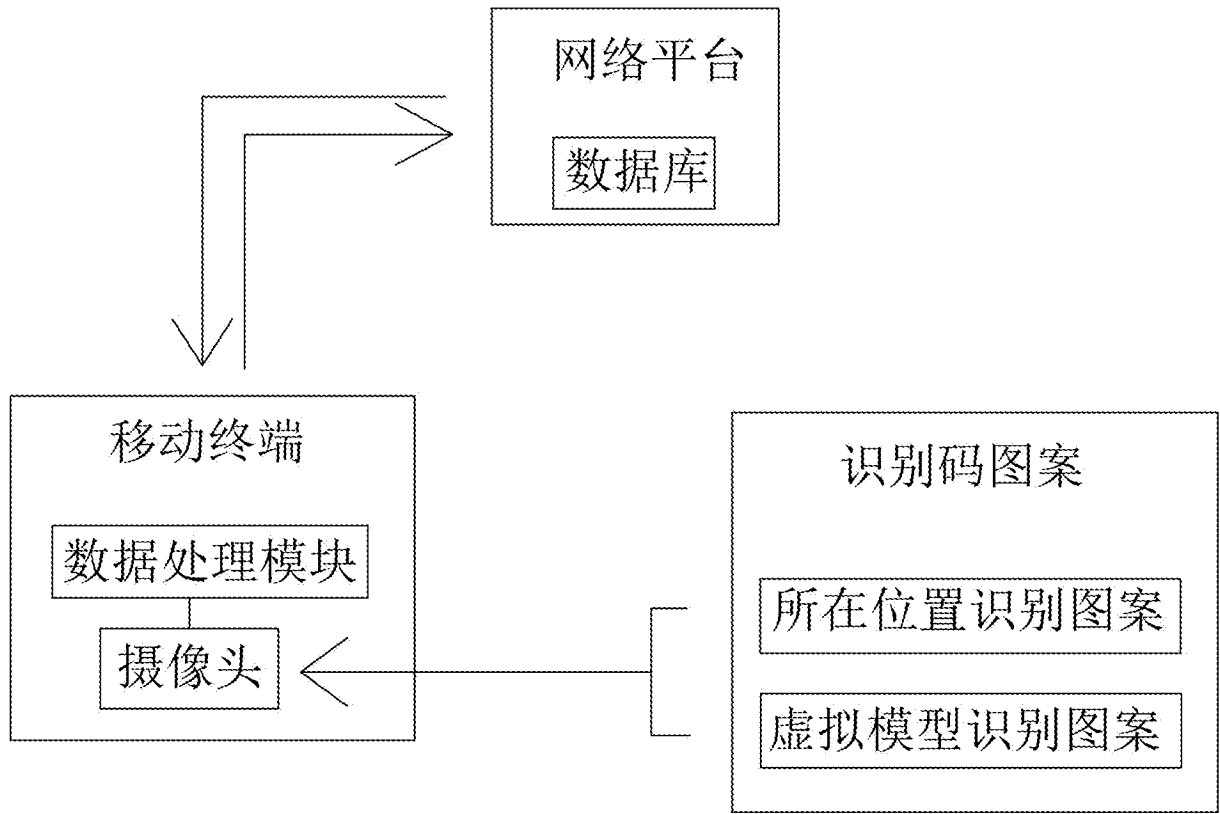 网络平台
数据库
移动终端
数据处理模块
摄像头
识别码图案
所在位置识别图案
虚拟模型识别图案